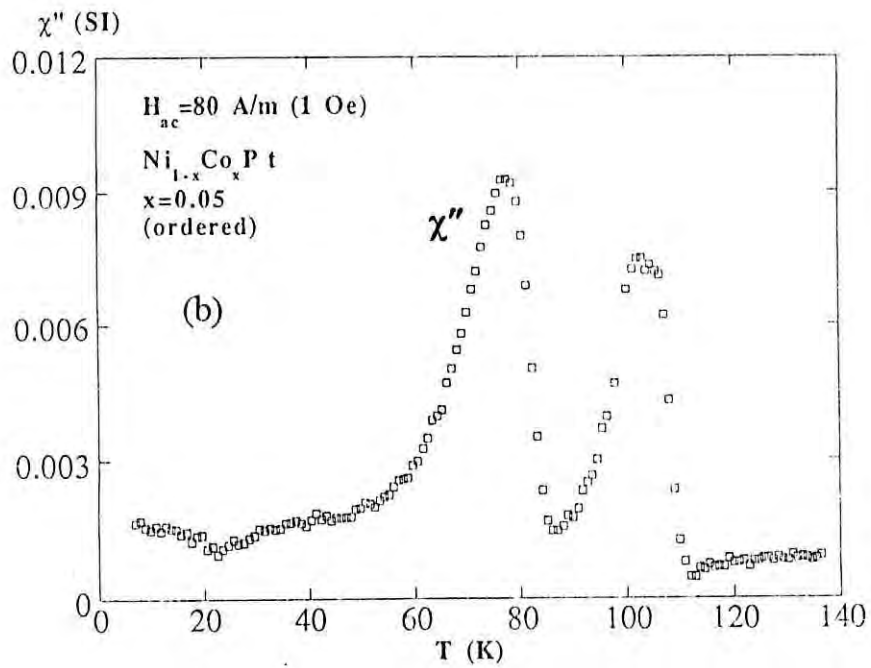 χ" (SI)
0.012
H_ac=80 A/m (1 Oe)
Ni_1-x Co_x P t
x=0.05
(ordered)
0.009
χ"
(b)
0.006
0.003
0
0 20 40 60 80 100 120 140
T (K)